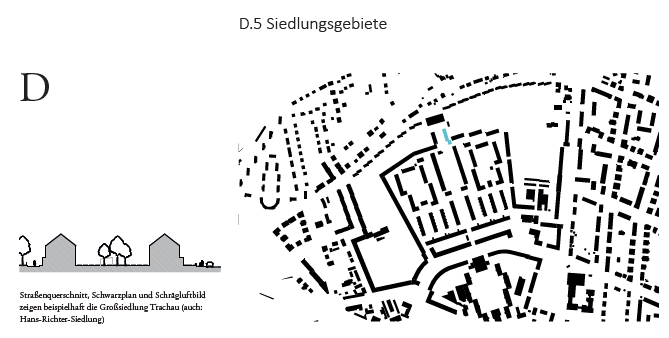 D.5 Siedlungsgebiete
D
Straßenquerschnitt, Schwarzplan und Schrägluftbild
zeigen beispielhaft die Großsiedlung Trachau (auch:
Hans-Richter-Siedlung)